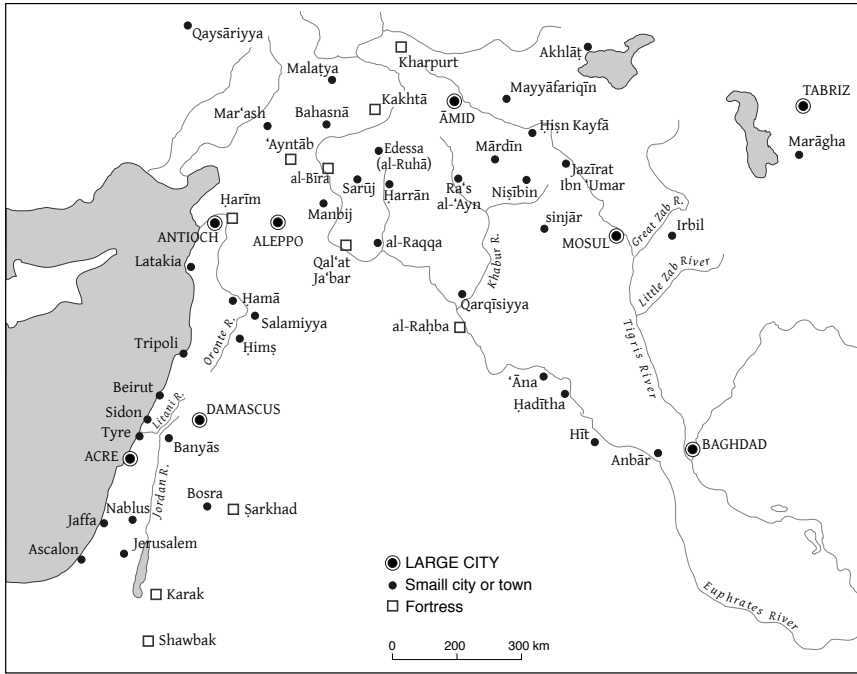 Qaysāriyya
Kharpurt
Akhlāṭ
Malaṭya
Mayyāfariqīn
TABRIZ
Kakhtā
Mar‘ash
Bahasnā
ĀMID
Ḥiṣn Kayfā
Marāgha
‘Ayntāb
Edessa
(al-Ruhā)
Mārdīn
Jazīrat
Ibn ‘Umar
al-Bīra
Sarūj
Ḥarrān
Ra's
al-‘Ayn
Niṣībin
Ḥarīm
Manbij
sinjār
Great Zab R.
Irbil
ANTIOCH
ALEPPO
al-Raqqa
MOSUL
Khabur R.
Latakia
Qal‘at
Ja‘bar
Little Zab River
Ḥamā
Qarqīsiyya
Salamiyya
al-Raḥba
Oronte R.
Ḥimṣ
Tripoli
Tigris River
‘Āna
Beirut
Ḥadītha
Litani R.
Sidon
DAMASCUS
Tyre
Banyās
Hīt
BAGHDAD
ACRE
Anbār
Jordan R.
Bosra
Ṣarkhad
Nablus
Jaffa
Ascalon
Jerusalem
LARGE CITY
Smaill city or town
Karak
Fortress
Euphrates River
Shawbak
0 200 300 km